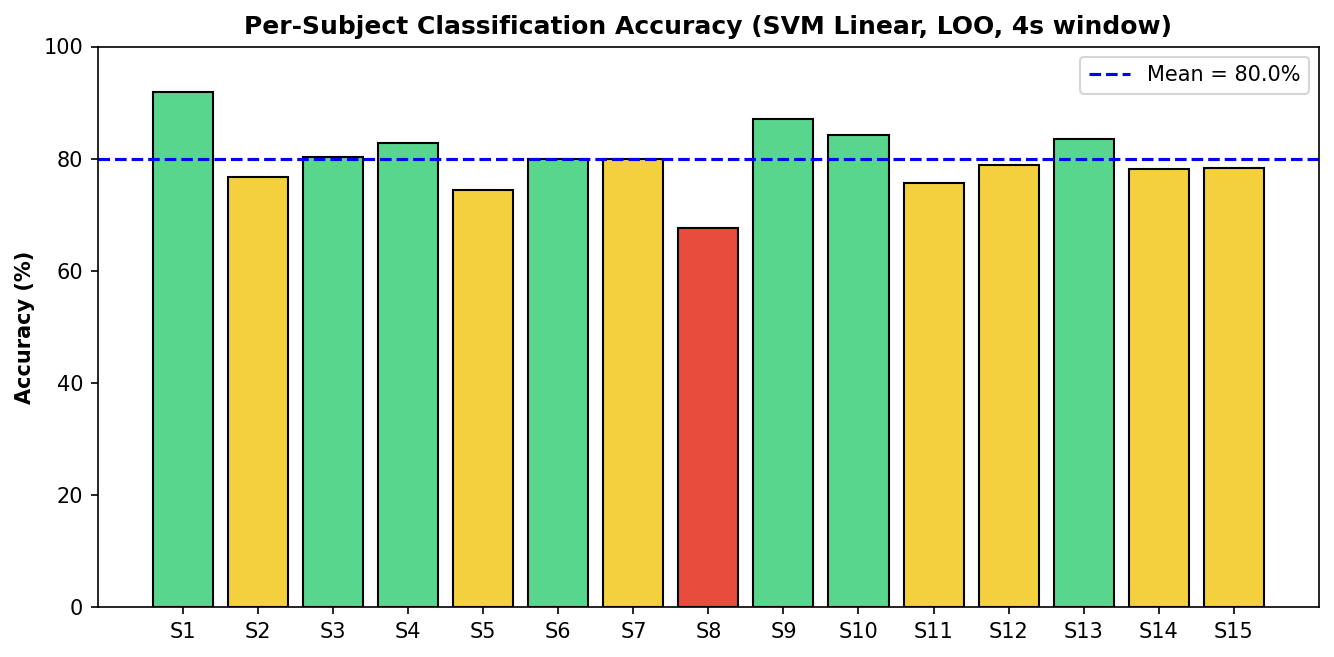 Per-Subject Classification Accuracy (SVM Linear, LOO, 4s window)
Mean = 80.0%
Accuracy (%)
100
80
60
40
20
0
S1 S2 S3 S4 S5 S6 S7 S8 S9 S10 S11 S12 S13 S14 S15